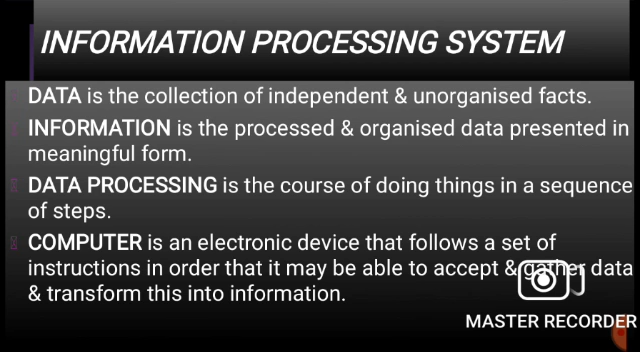 INFORMATION PROCESSING SYSTEM
DATA is the collection of independent & unorganised facts.
INFORMATION is the processed & organised data presented in
meaningful form.
DATA PROCESSING is the course of doing things in a sequence
of steps.
COMPUTER is an electronic device that follows a set of
instructions in order that it may be able to accept & gather data
& transform this into information.
MASTER RECORDER